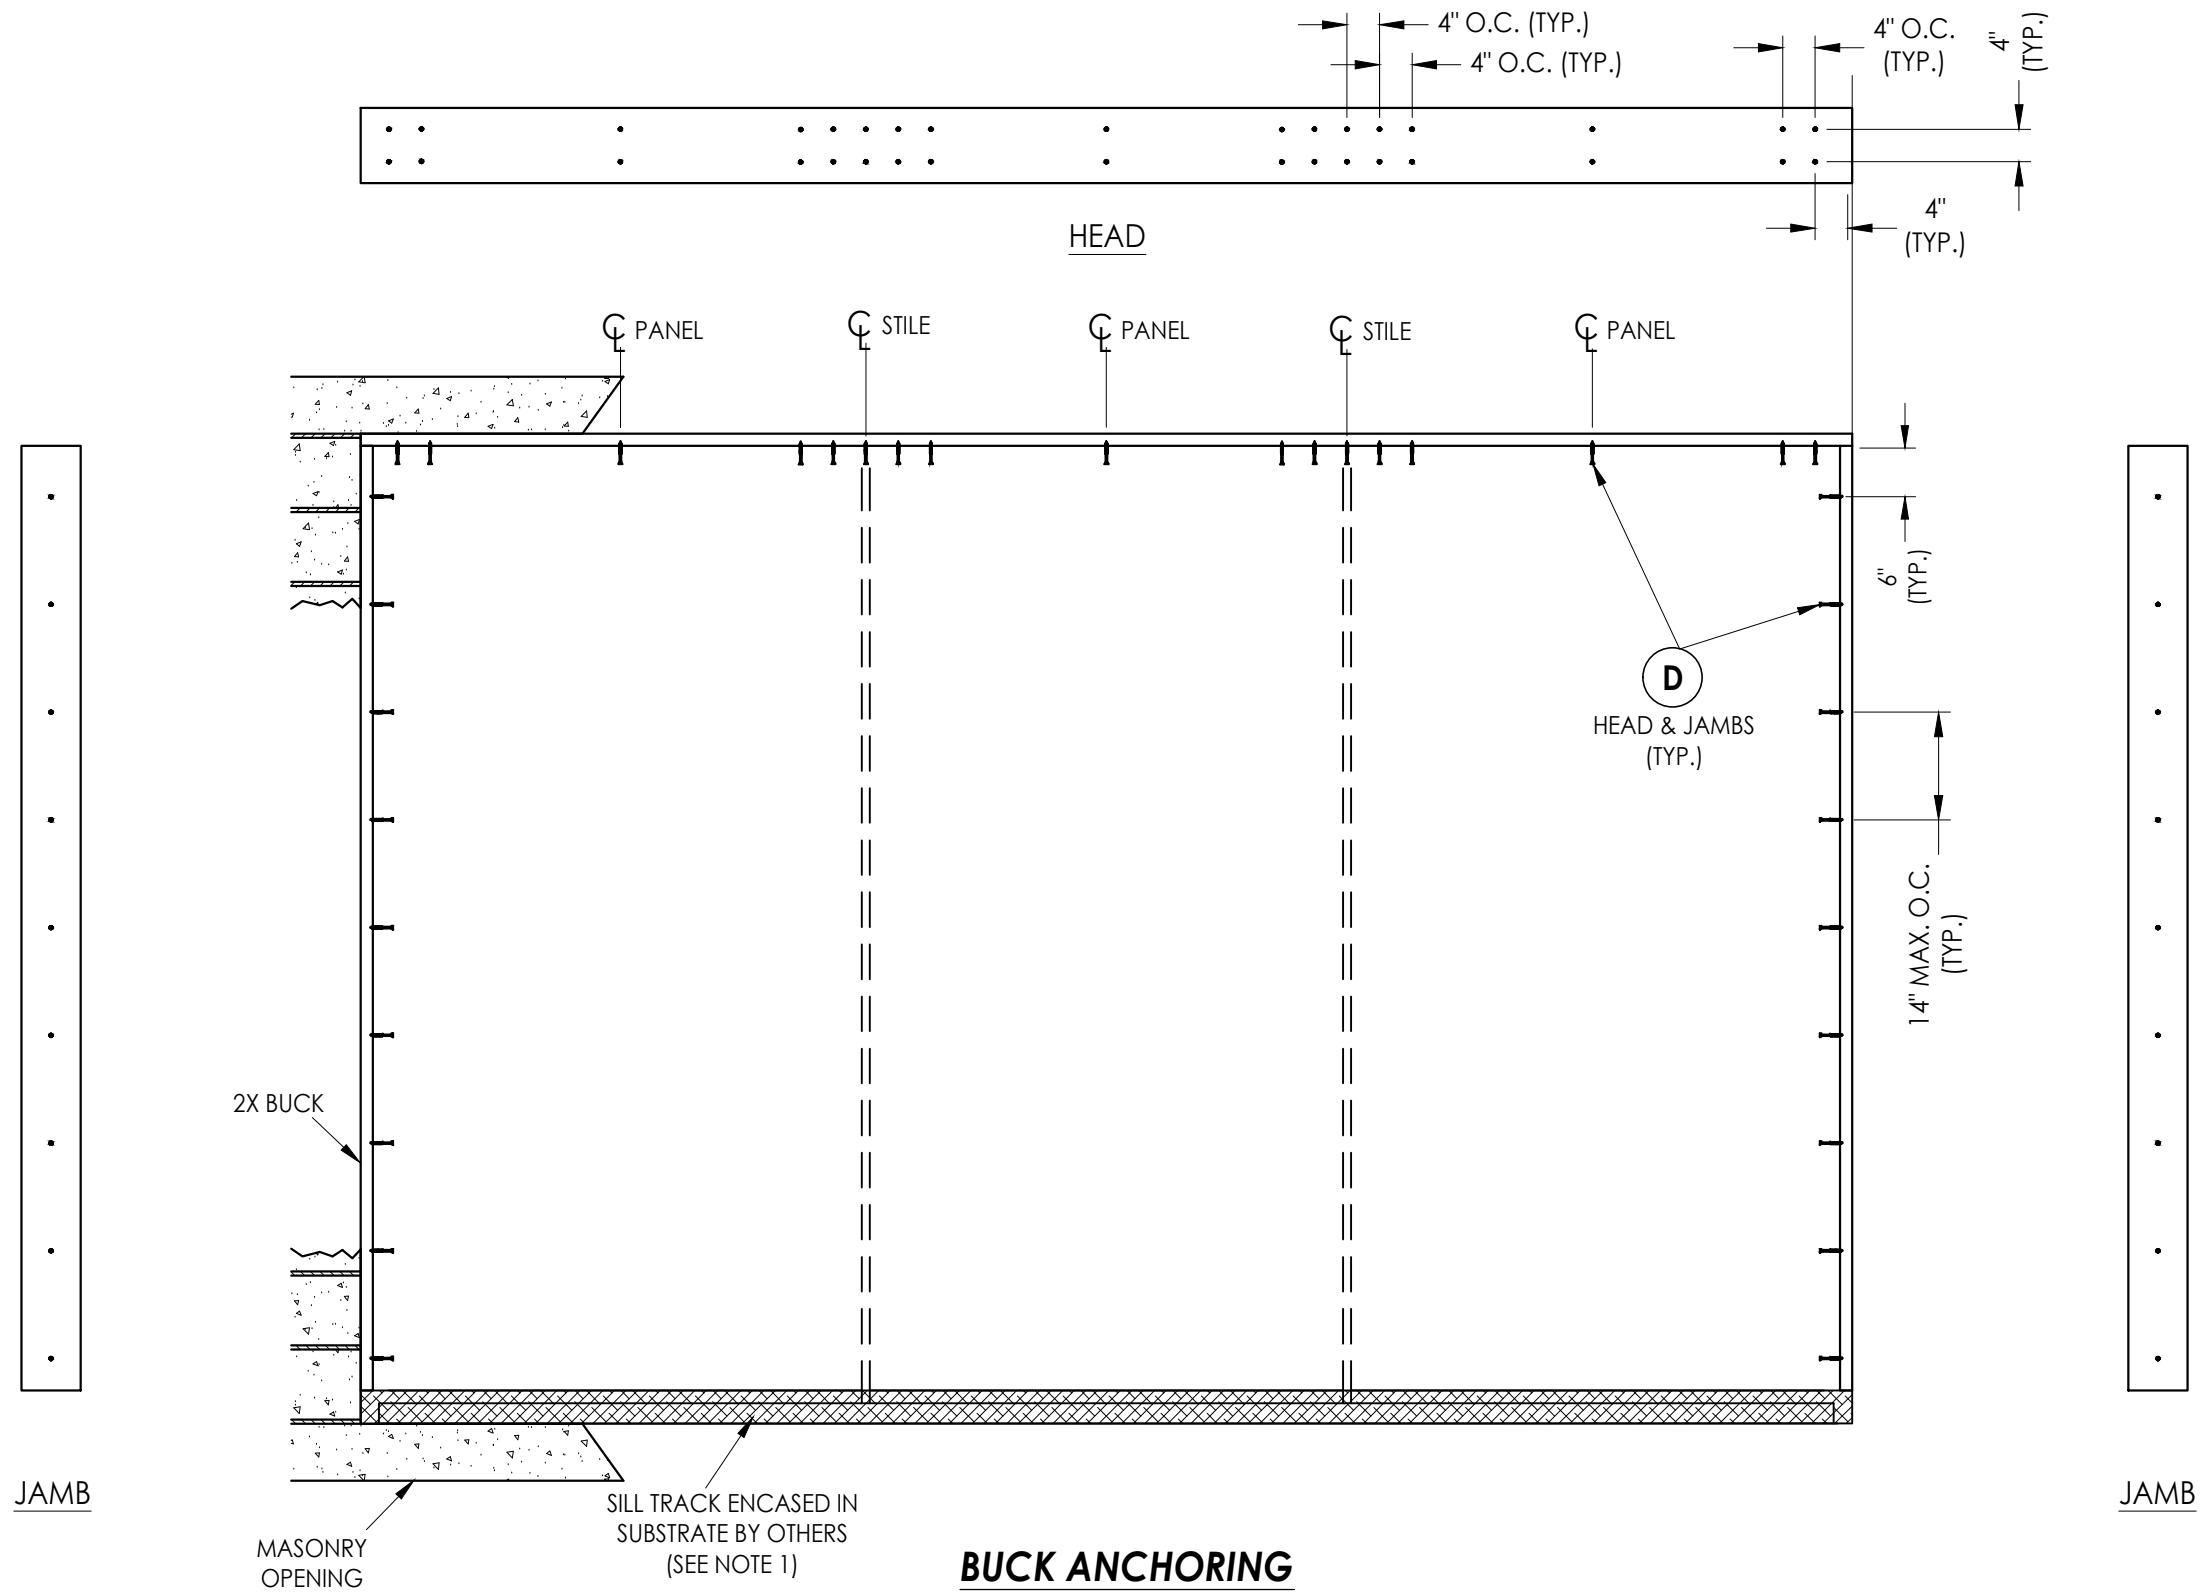 4" O.C. (TYP.)
4" O.C. (TYP.)
4" O.C.
(TYP.)
4"
(TYP.)
4"
(TYP.)
HEAD
℄ PANEL
℄ STILE
℄ PANEL
℄ STILE
℄ PANEL
6"
(TYP.)
D
HEAD & JAMBS
(TYP.)
14" MAX. O.C.
(TYP.)
2X BUCK
JAMB
JAMB
SILL TRACK ENCASED IN
SUBSTRATE BY OTHERS
(SEE NOTE 1)
MASONRY
OPENING
BUCK ANCHORING